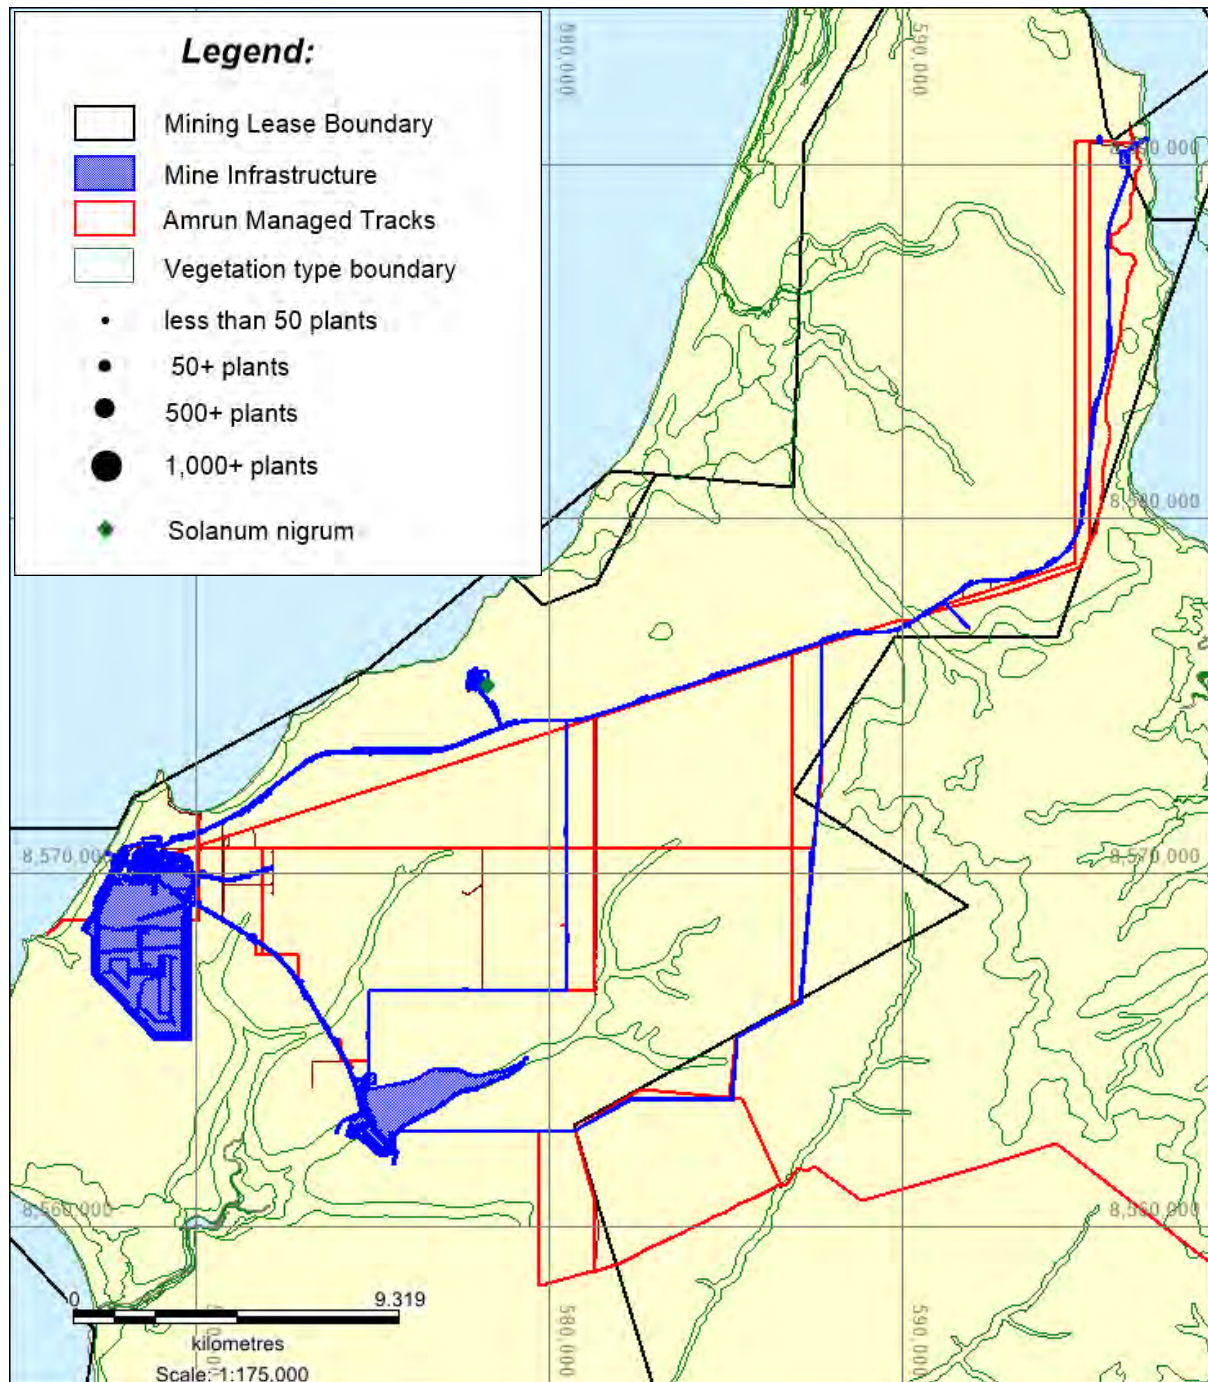 Legend:
Mining Lease Boundary
Mine Infrastructure
Amrun Managed Tracks
Vegetation type boundary
less than 50 plants
50+ plants
500+ plants
1,000+ plants
Solanum nigrum
580,000
590,000
8,580,000
8,570,000
8,570,000
8,560,000
8,560,000
0 9.319
kilometres
Scale: 1:175,000
580,000
590,000